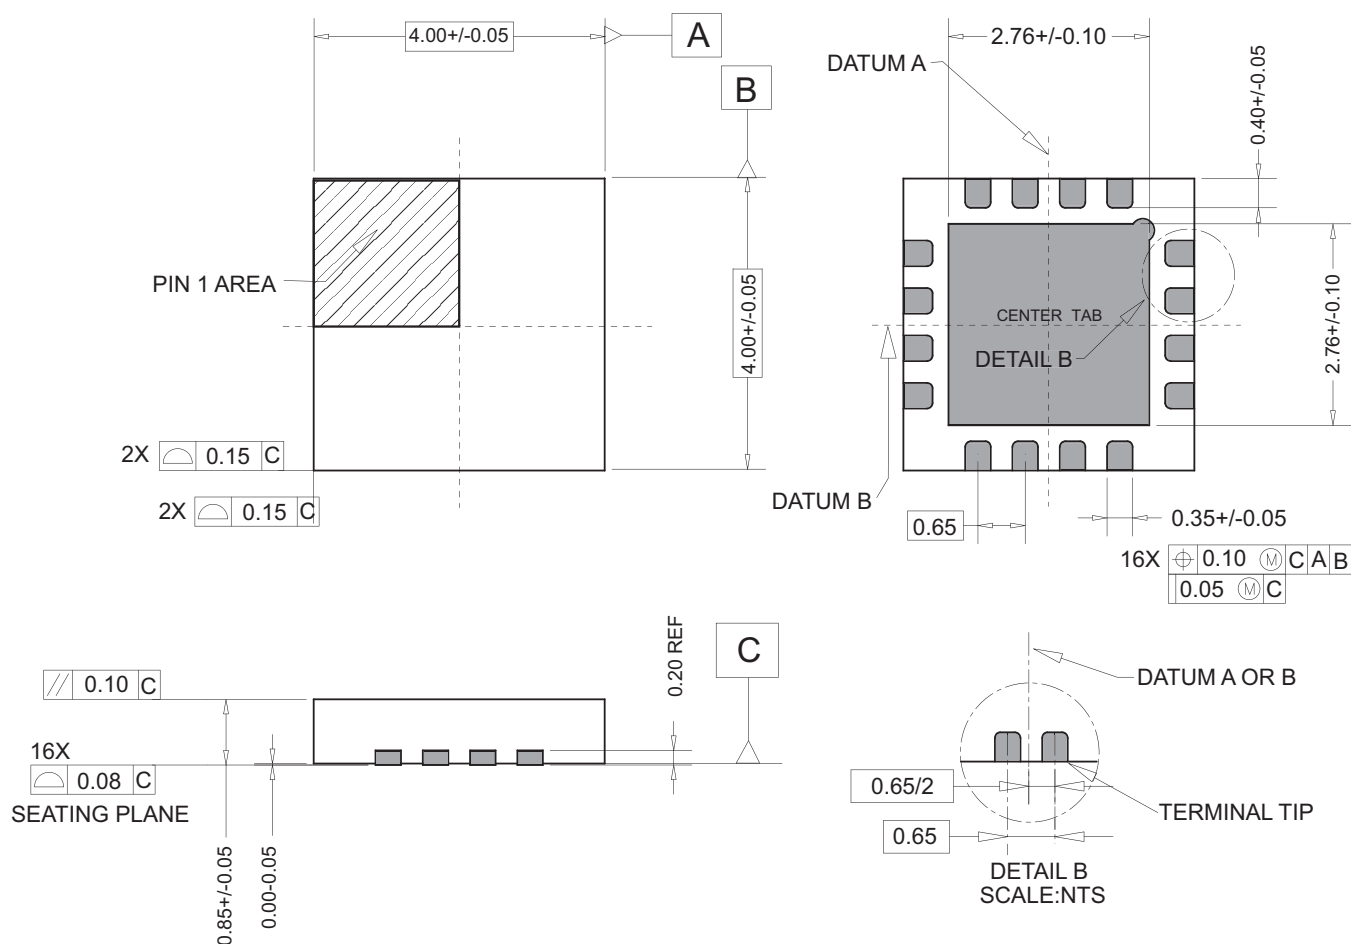 4.00+/-0.05
A
B
4.00+/-0.05
PIN 1 AREA
2X 0.15 C
2X 0.15 C
2.76+/-0.10
DATUM A
0.40+/-0.05
2.76+/-0.10
CENTER TAB
DETAIL B
DATUM B
0.65
0.35+/-0.05
16X ⌖ 0.10 Ⓜ C A B
0.05 Ⓜ C
// 0.10 C
16X
0.08 C
SEATING PLANE
0.85+/-0.05
0.00-0.05
0.20 REF
C
DATUM A OR B
0.65/2
0.65
TERMINAL TIP
DETAIL B
SCALE:NTS